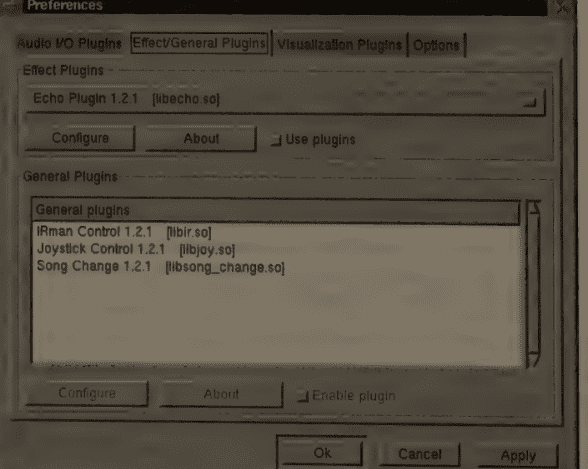 Preferences
Audio I/O Plugins Effect/General Plugins Visualization Plugins Options
Effect Plugins
Echo Plugin 1.2.1 [libecho.so]
Configure About Use plugins
General Plugins
General plugins
IRman Control 1.2.1 [libir.so]
Joystick Control 1.2.1 [libjoy.so]
Song Change 1.2.1 [libsong_change.so]
Configure About Enable plugin
Ok Cancel Apply